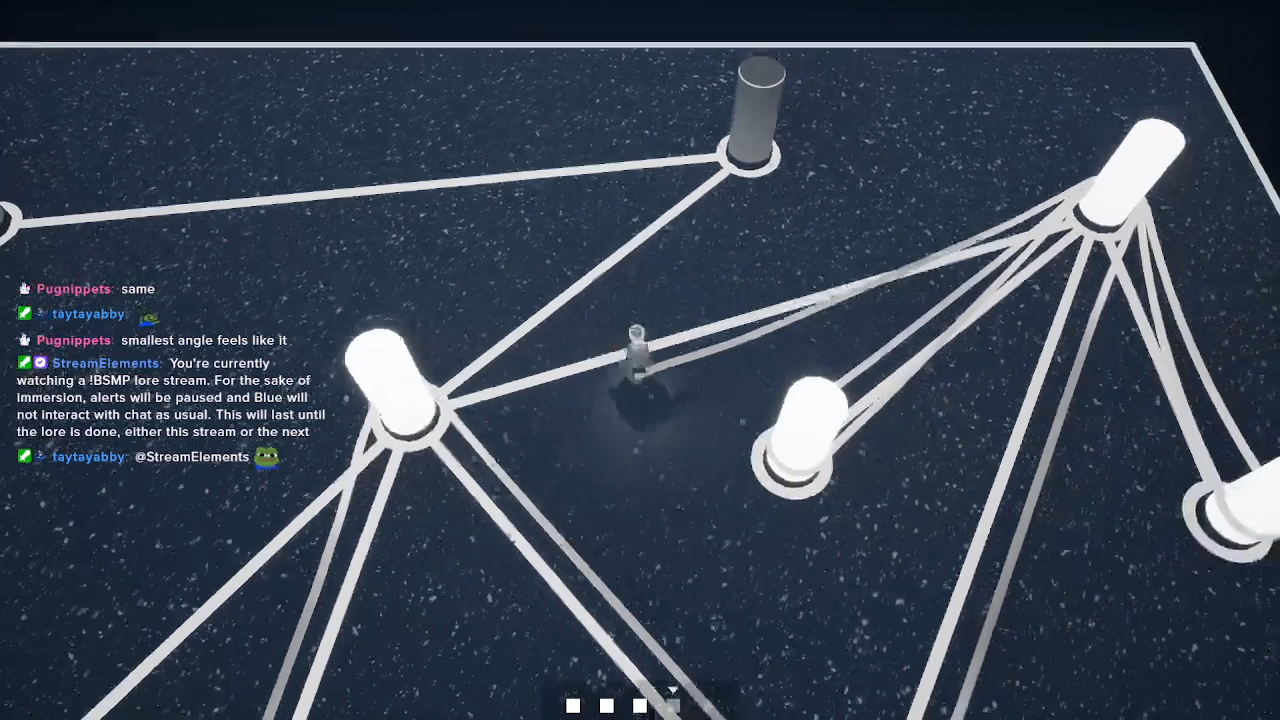 Pugnippets: same
taytayabby:
Pugnippets: smallest angle feels like it
StreamElements: You're currently
watching a !BSMP lore stream. For the sake of
immersion, alerts will be paused and Blue will
not interact with chat as usual. This will last until
the lore is done, either this stream or the next
taytayabby: @StreamElements